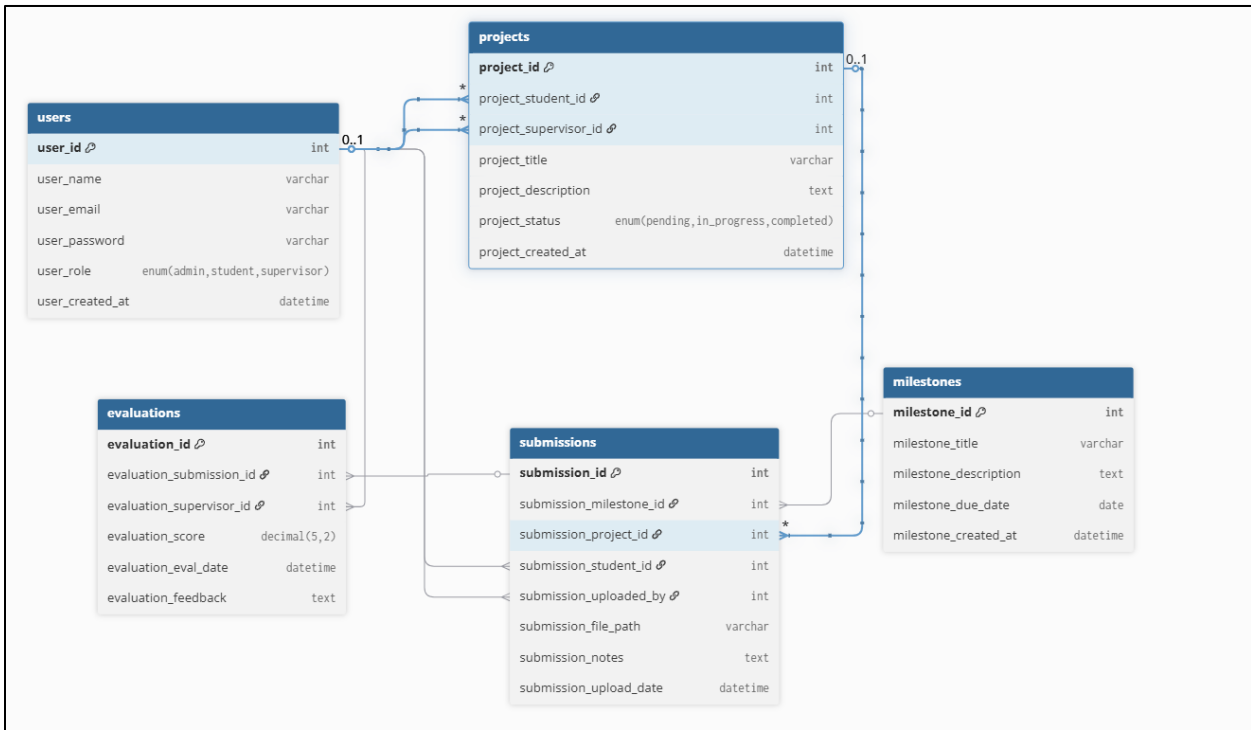 projects
project_id int
project_student_id int
project_supervisor_id int
project_title varchar
project_description text
project_status enum(pending,in_progress,completed)
project_created_at datetime
0..1
*
*
users
user_id int
0..1
user_name varchar
user_email varchar
user_password varchar
user_role enum(admin,student,supervisor)
user_created_at datetime
milestones
milestone_id int
milestone_title varchar
milestone_description text
milestone_due_date date
milestone_created_at datetime
evaluations
evaluation_id int
evaluation_submission_id int
evaluation_supervisor_id int
evaluation_score decimal(5,2)
evaluation_eval_date datetime
evaluation_feedback text
submissions
submission_id int
submission_milestone_id int
submission_project_id int
*
submission_student_id int
submission_uploaded_by int
submission_file_path varchar
submission_notes text
submission_upload_date datetime